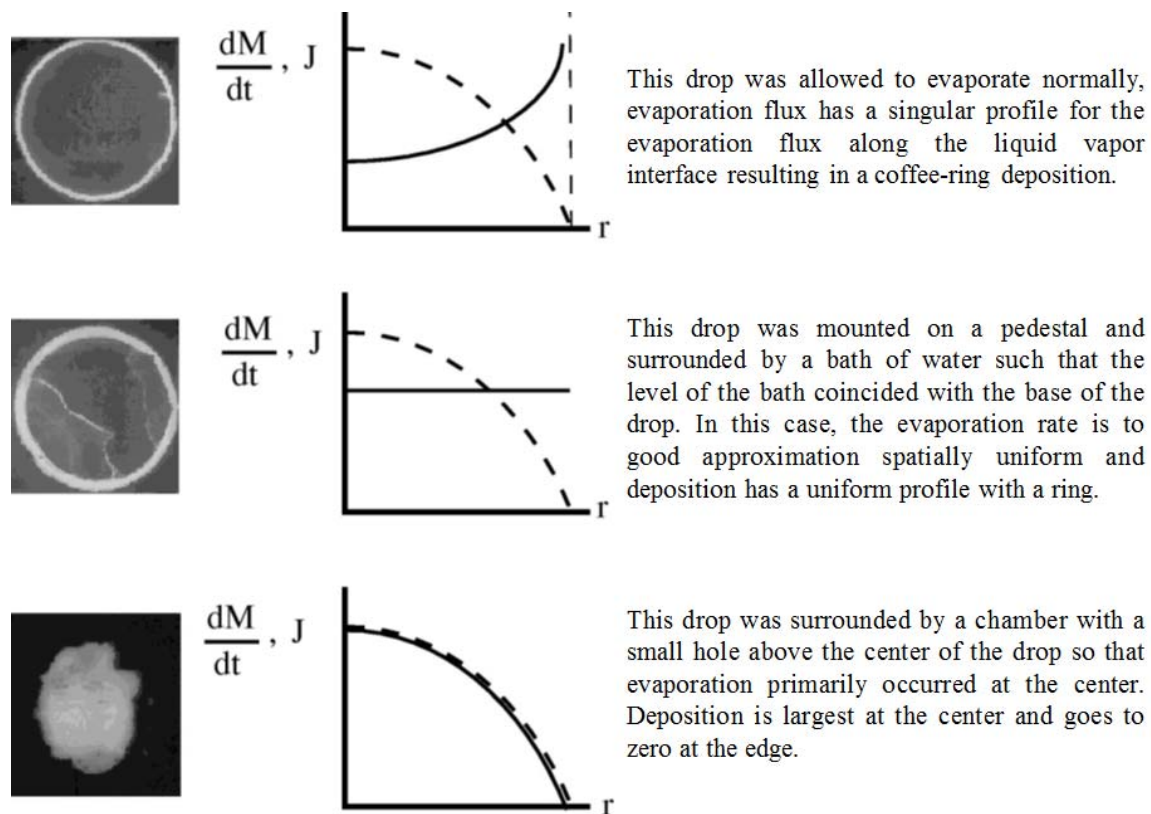 dM
dt
, J
r
This drop was allowed to evaporate normally,
evaporation flux has a singular profile for the
evaporation flux along the liquid vapor
interface resulting in a coffee-ring deposition.
dM
dt
, J
r
This drop was mounted on a pedestal and
surrounded by a bath of water such that the
level of the bath coincided with the base of the
drop. In this case, the evaporation rate is to
good approximation spatially uniform and
deposition has a uniform profile with a ring.
dM
dt
, J
r
This drop was surrounded by a chamber with a
small hole above the center of the drop so that
evaporation primarily occurred at the center.
Deposition is largest at the center and goes to
zero at the edge.